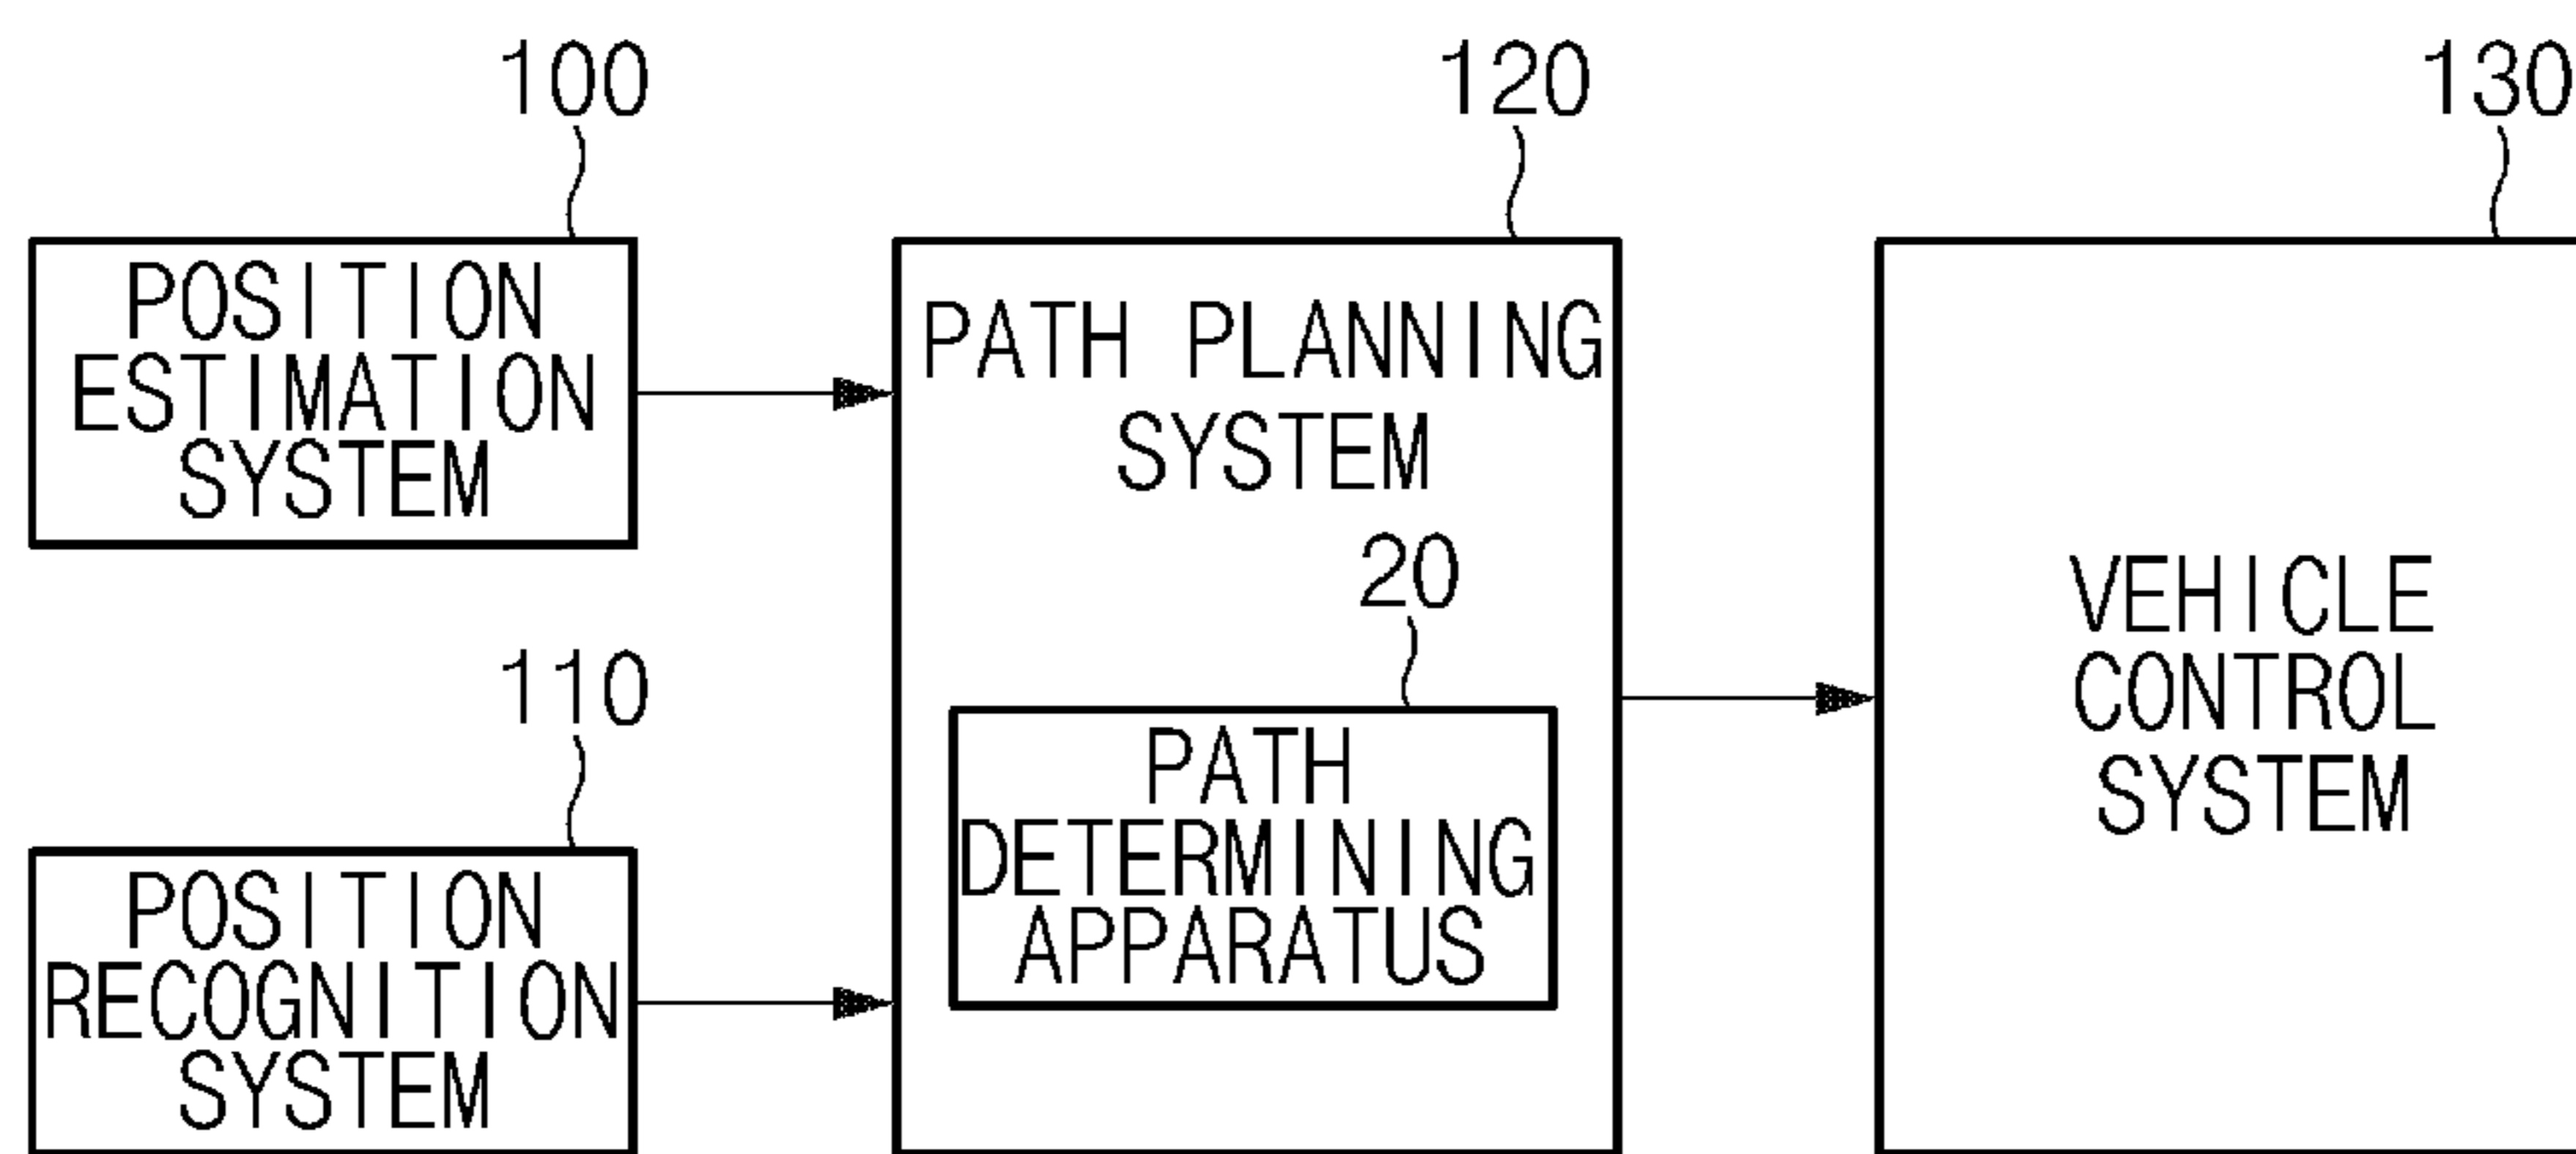 100
POSITION
ESTIMATION
SYSTEM
110
POSITION
RECOGNITION
SYSTEM
120
PATH PLANNING
SYSTEM
20
PATH
DETERMINING
APPARATUS
130
VEHICLE
CONTROL
SYSTEM